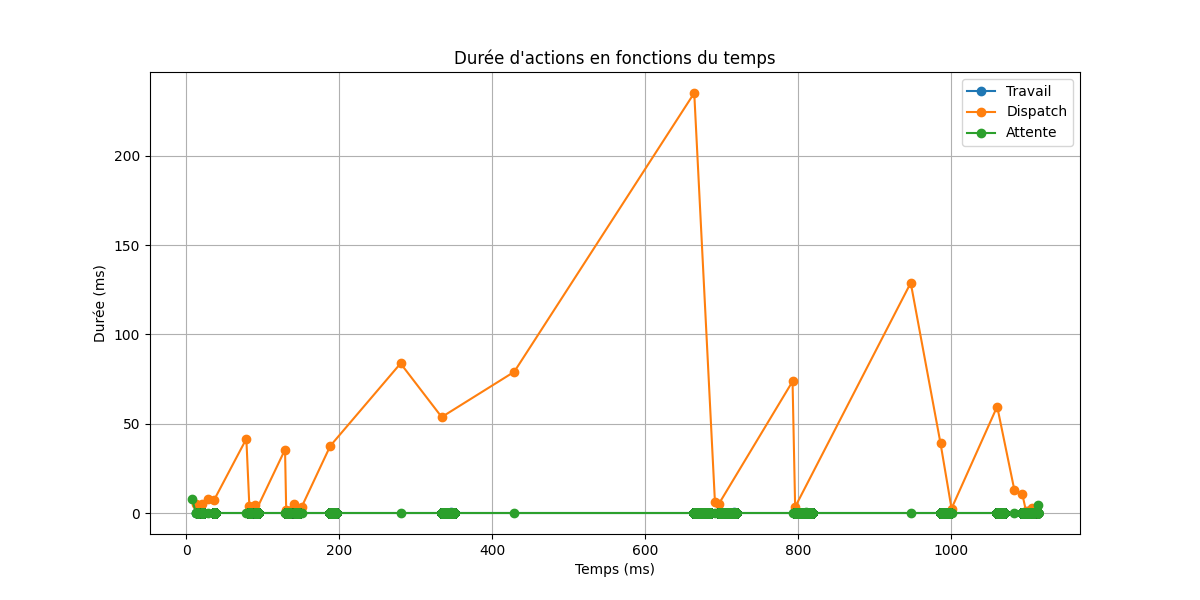 Durée d'actions en fonctions du temps
Travail
Dispatch
Attente
Durée (ms)
200
150
100
50
0
0 200 400 600 800 1000
Temps (ms)